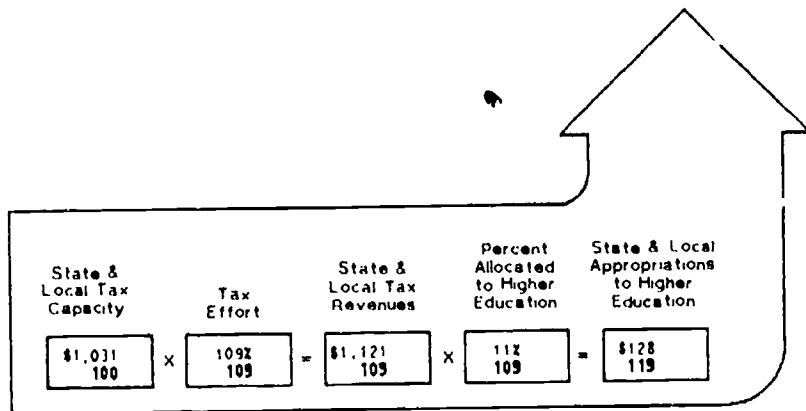 State &
Local Tax
Capacity
Tax
Effort
State &
Local Tax
Revenues
Percent
Allocated
to Higher
Education
State & Local
Appropriations
to Higher
Education
$1,031
100
X
109%
109
=
$1,121
109
X
11%
109
=
$128
119